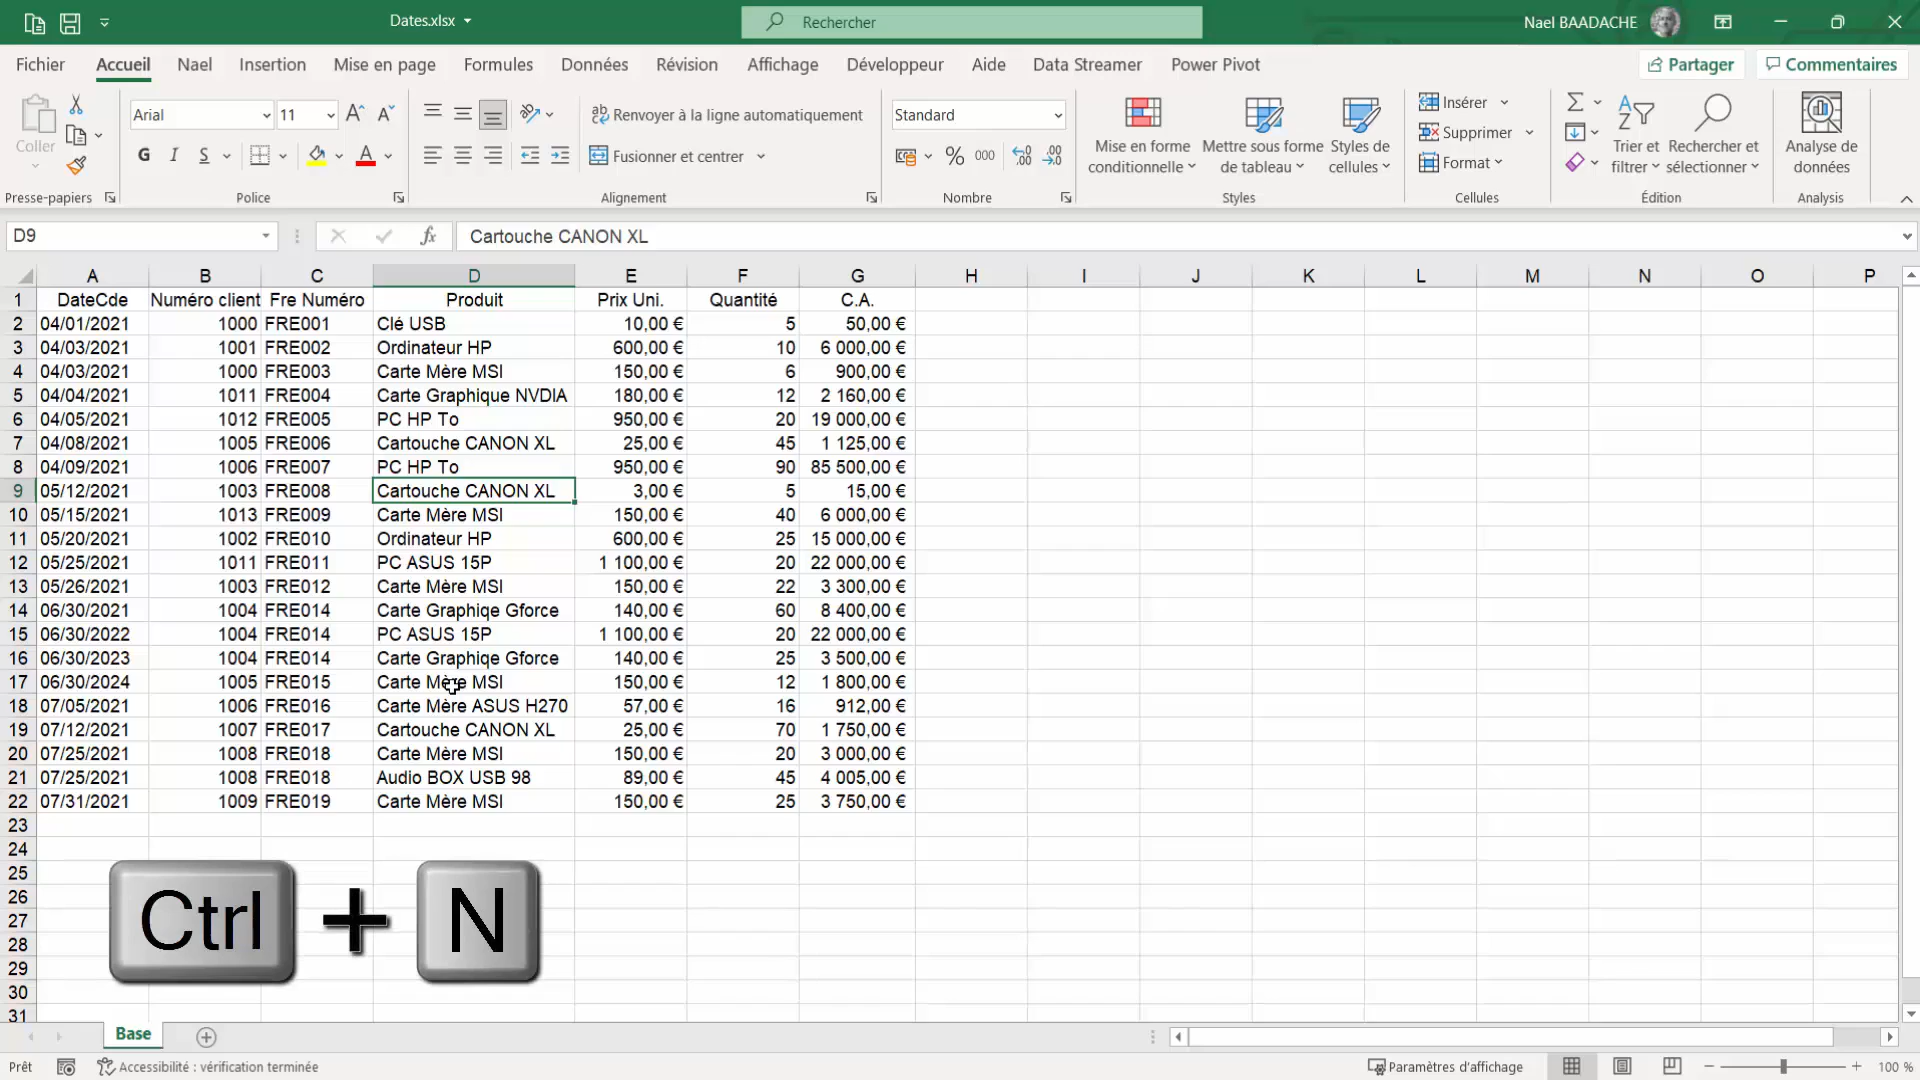 Dates.xlsx
Rechercher
Nael BAADACHE
Fichier Accueil Nael Insertion Mise en page Formules Données Révision Affichage Développeur Aide Data Streamer Power Pivot Partager Commentaires
Coller
Presse-papiers
Arial 11
G I S
Police
Renvoyer à la ligne automatiquement
Fusionner et centrer
Alignement
Standard
% 000
Nombre
Mise en forme conditionnelle
Mettre sous forme de tableau
Styles de cellules
Styles
Insérer
Supprimer
Format
Cellules
Trier et filtrer
Rechercher et sélectionner
Édition
Analyse de données
Analysis
D9 fx Cartouche CANON XL
A B C D E F G H I J K L M N O P
1 DateCde Numéro client Fre Numéro Produit Prix Uni. Quantité C.A.
2 04/01/2021 1000 FRE001 Clé USB 10,00 € 5 50,00 €
3 04/03/2021 1001 FRE002 Ordinateur HP 600,00 € 10 6 000,00 €
4 04/03/2021 1000 FRE003 Carte Mère MSI 150,00 € 6 900,00 €
5 04/04/2021 1011 FRE004 Carte Graphique NVDIA 180,00 € 12 2 160,00 €
6 04/05/2021 1012 FRE005 PC HP To 950,00 € 20 19 000,00 €
7 04/08/2021 1005 FRE006 Cartouche CANON XL 25,00 € 45 1 125,00 €
8 04/09/2021 1006 FRE007 PC HP To 950,00 € 90 85 500,00 €
9 05/12/2021 1003 FRE008 Cartouche CANON XL 3,00 € 5 15,00 €
10 05/15/2021 1013 FRE009 Carte Mère MSI 150,00 € 40 6 000,00 €
11 05/20/2021 1002 FRE010 Ordinateur HP 600,00 € 25 15 000,00 €
12 05/25/2021 1011 FRE011 PC ASUS 15P 1 100,00 € 20 22 000,00 €
13 05/26/2021 1003 FRE012 Carte Mère MSI 150,00 € 22 3 300,00 €
14 06/30/2021 1004 FRE014 Carte Graphiqe Gforce 140,00 € 60 8 400,00 €
15 06/30/2022 1004 FRE014 PC ASUS 15P 1 100,00 € 20 22 000,00 €
16 06/30/2023 1004 FRE014 Carte Graphiqe Gforce 140,00 € 25 3 500,00 €
17 06/30/2024 1005 FRE015 Carte Mère MSI 150,00 € 12 1 800,00 €
18 07/05/2021 1006 FRE016 Carte Mère ASUS H270 57,00 € 16 912,00 €
19 07/12/2021 1007 FRE017 Cartouche CANON XL 25,00 € 70 1 750,00 €
20 07/25/2021 1008 FRE018 Carte Mère MSI 150,00 € 20 3 000,00 €
21 07/25/2021 1008 FRE018 Audio BOX USB 98 89,00 € 45 4 005,00 €
22 07/31/2021 1009 FRE019 Carte Mère MSI 150,00 € 25 3 750,00 €
23
24
25
26
27
28
29
30
31
Ctrl + N
Base
Prêt Accessibilité : vérification terminée Paramètres d'affichage 100 %